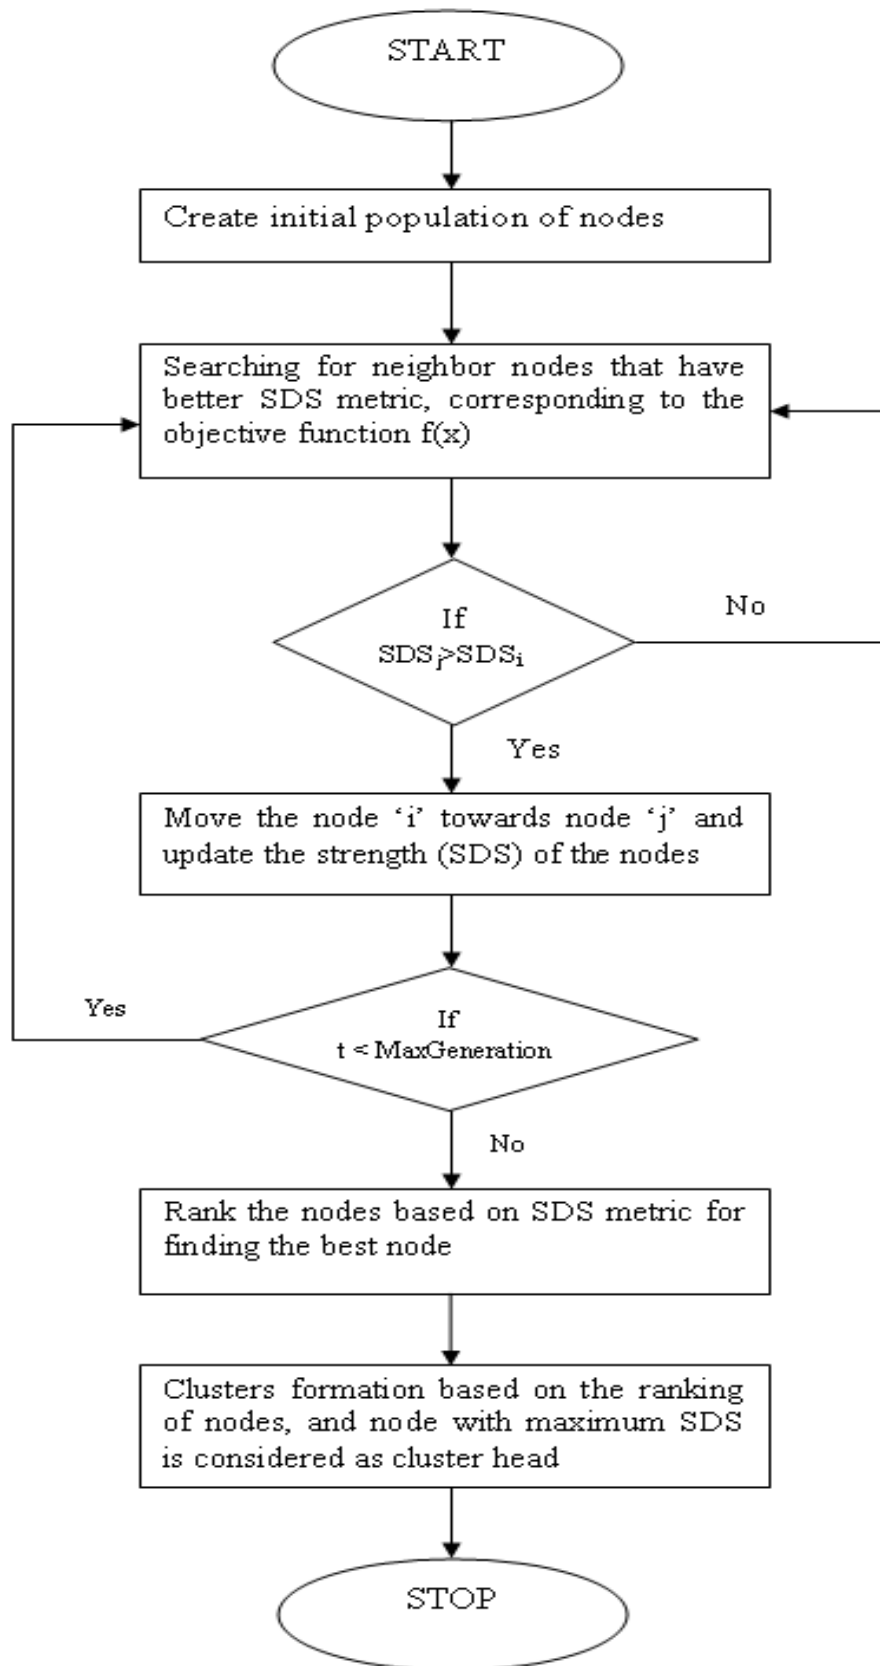 START
Create initial population of nodes
Searching for neighbor nodes that have
better SDS metric, corresponding to the
objective function f(x)
If
SDSj>SDSi
No
Yes
Move the node ‘i’ towards node ‘j’ and
update the strength (SDS) of the nodes
Yes
If
t < MaxGeneration
No
Rank the nodes based on SDS metric for
finding the best node
Clusters formation based on the ranking
of nodes, and node with maximum SDS
is considered as cluster head
STOP